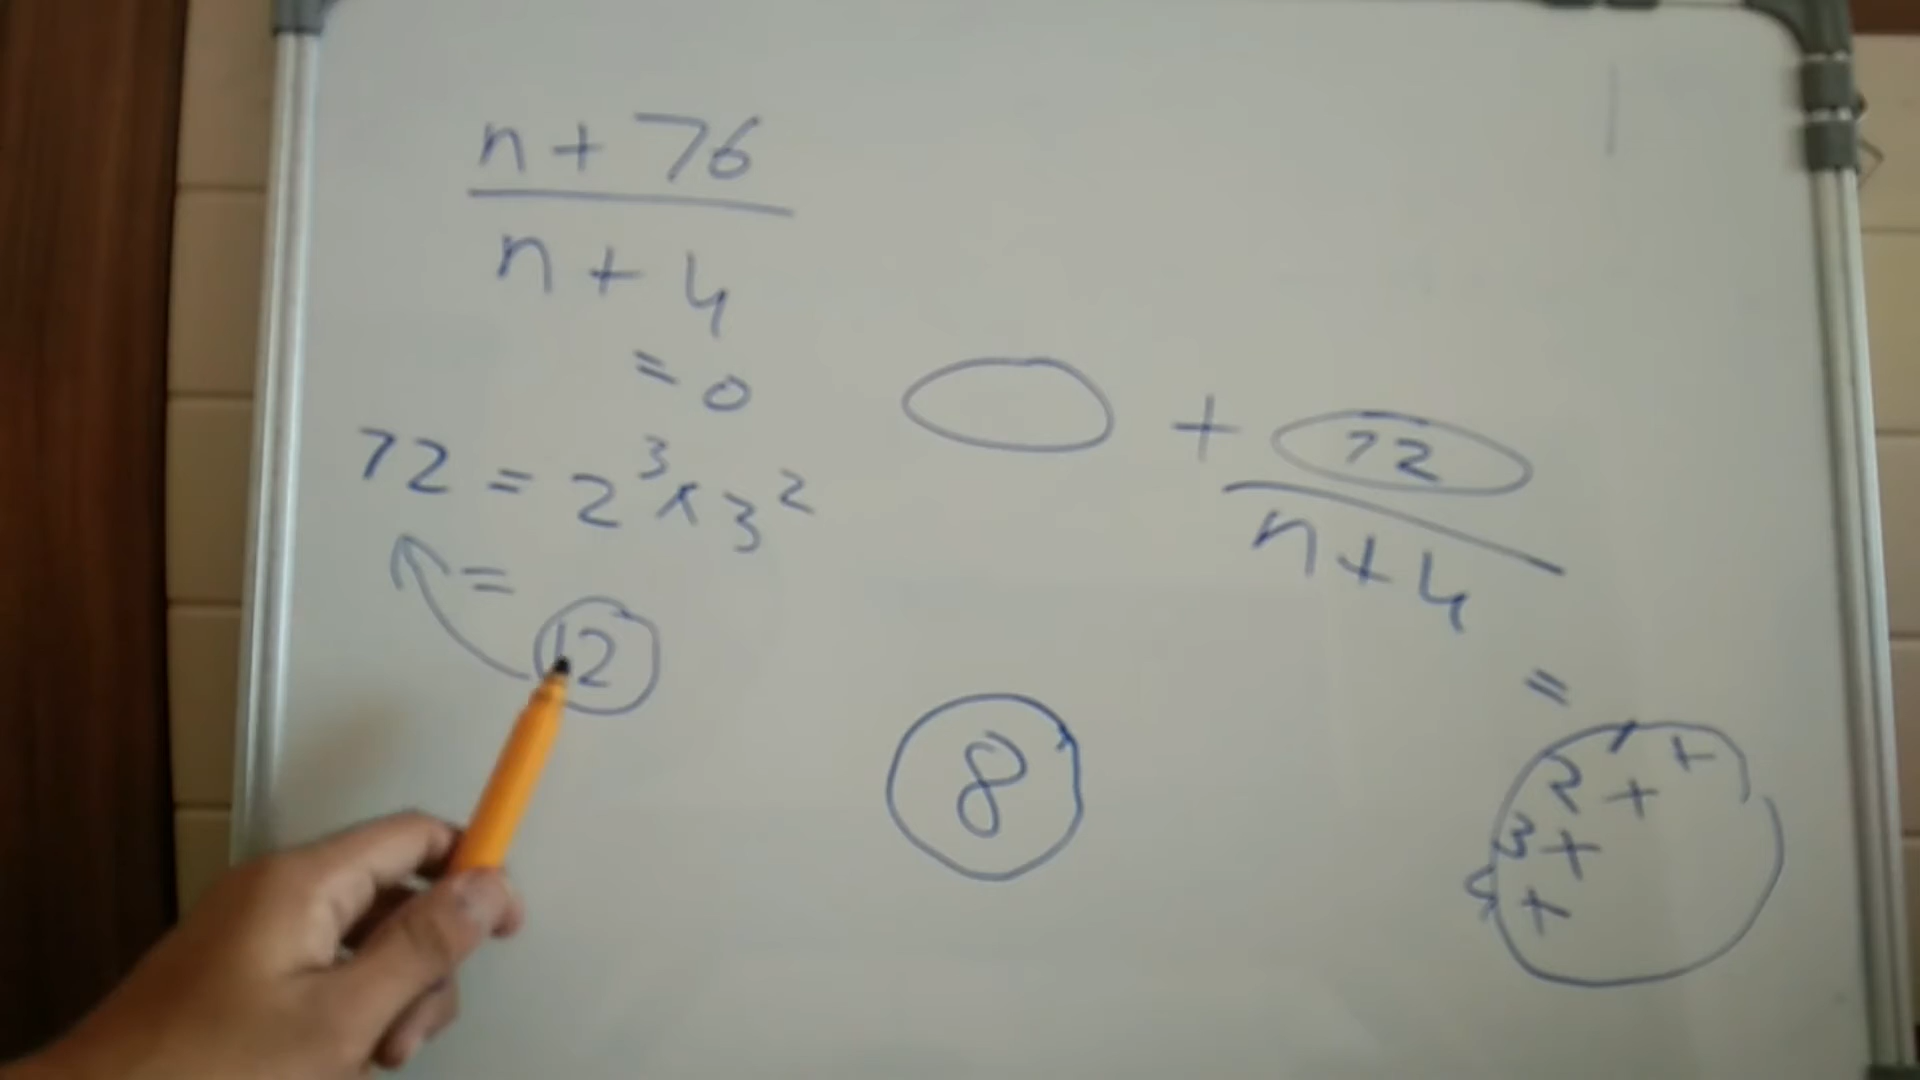 n + 76
n + 4
= 0
72 = 2³ × 3²
= 12
+ 72
n + 4
=
1 +
2 +
3 +
4 +
8